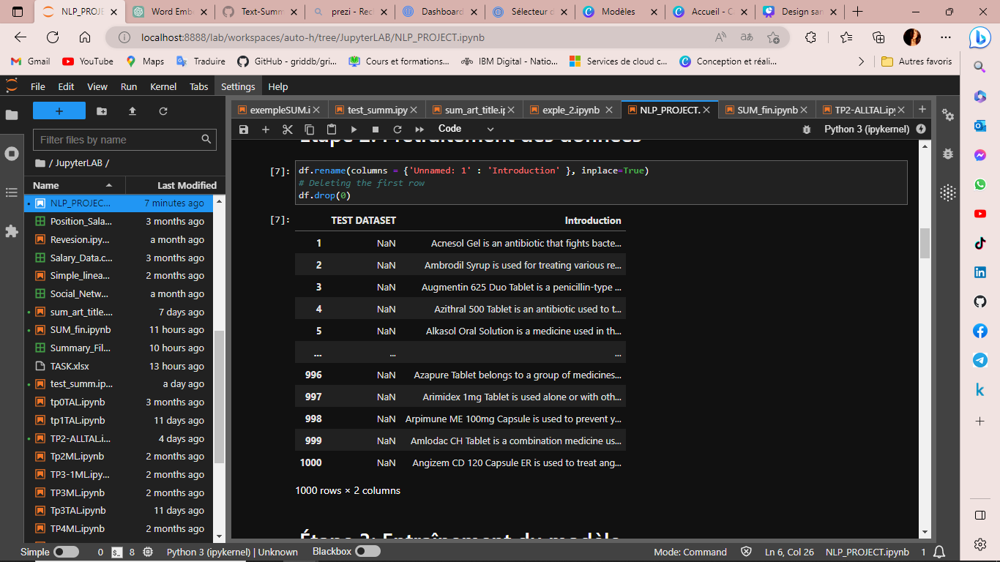 NLP_PROJE
Word Emb
Text-Summ
prezi - Rec
Dashboard
Sélecteur d
Modèles
Accueil - C
Design san
localhost:8888/lab/workspaces/auto-h/tree/JupyterLAB/NLP_PROJECT.ipynb
Gmail
YouTube
Maps
Traduire
GitHub - griddb/gri...
Cours et formations...
IBM Digital - Natio...
Services de cloud c...
Conception et réali...
Autres favoris
File Edit View Run Kernel Tabs Settings Help
exempleSUM.i
test_summ.ipy
sum_art_title.ip
exple_2.ipynb
NLP_PROJECT.
SUM_fin.ipynb
TP2-ALLTAL.ipy
Code
Python 3 (ipykernel)
Filter files by name
/ JupyterLAB /
Name Last Modified
NLP_PROJEC... 7 minutes ago
Position_Sala... 3 months ago
Revesion.ipy... a month ago
Salary_Data.c... 3 months ago
Simple_linea... 2 months ago
Social_Netw... a month ago
sum_art_title.... 7 days ago
SUM_fin.ipynb 11 hours ago
Summary_Fil... 10 hours ago
TASK.xlsx 13 hours ago
test_summ.ip... a day ago
tp0TAL.ipynb 3 months ago
tp1TAL.ipynb 11 days ago
TP2-ALLTAL.i... 4 days ago
Tp2ML.ipynb 2 months ago
TP3-1ML.ipy... 2 months ago
TP3ML.ipynb 2 months ago
Tp3TAL.ipynb 11 days ago
TP4ML.ipynb 2 months ago
Étape 2: Prétraitement des données
[7]: df.rename(columns = {'Unnamed: 1' : 'Introduction' }, inplace=True)
# Deleting the first row
df.drop(0)
[7]: TEST DATASET Introduction
1 NaN Acnesol Gel is an antibiotic that fights bacte...
2 NaN Ambrodil Syrup is used for treating various re...
3 NaN Augmentin 625 Duo Tablet is a penicillin-type ...
4 NaN Azithral 500 Tablet is an antibiotic used to t...
5 NaN Alkasol Oral Solution is a medicine used in th...
... ... ...
996 NaN Azapure Tablet belongs to a group of medicines...
997 NaN Arimidex 1mg Tablet is used alone or with oth...
998 NaN Arpimune ME 100mg Capsule is used to prevent y...
999 NaN Amlodac CH Tablet is a combination medicine us...
1000 NaN Angizem CD 120 Capsule ER is used to treat ang...
1000 rows × 2 columns
Étape 3: Entraînement du modèle
Simple 0 8 Python 3 (ipykernel) | Unknown Blackbox Mode: Command Ln 6, Col 26 NLP_PROJECT.ipynb 1